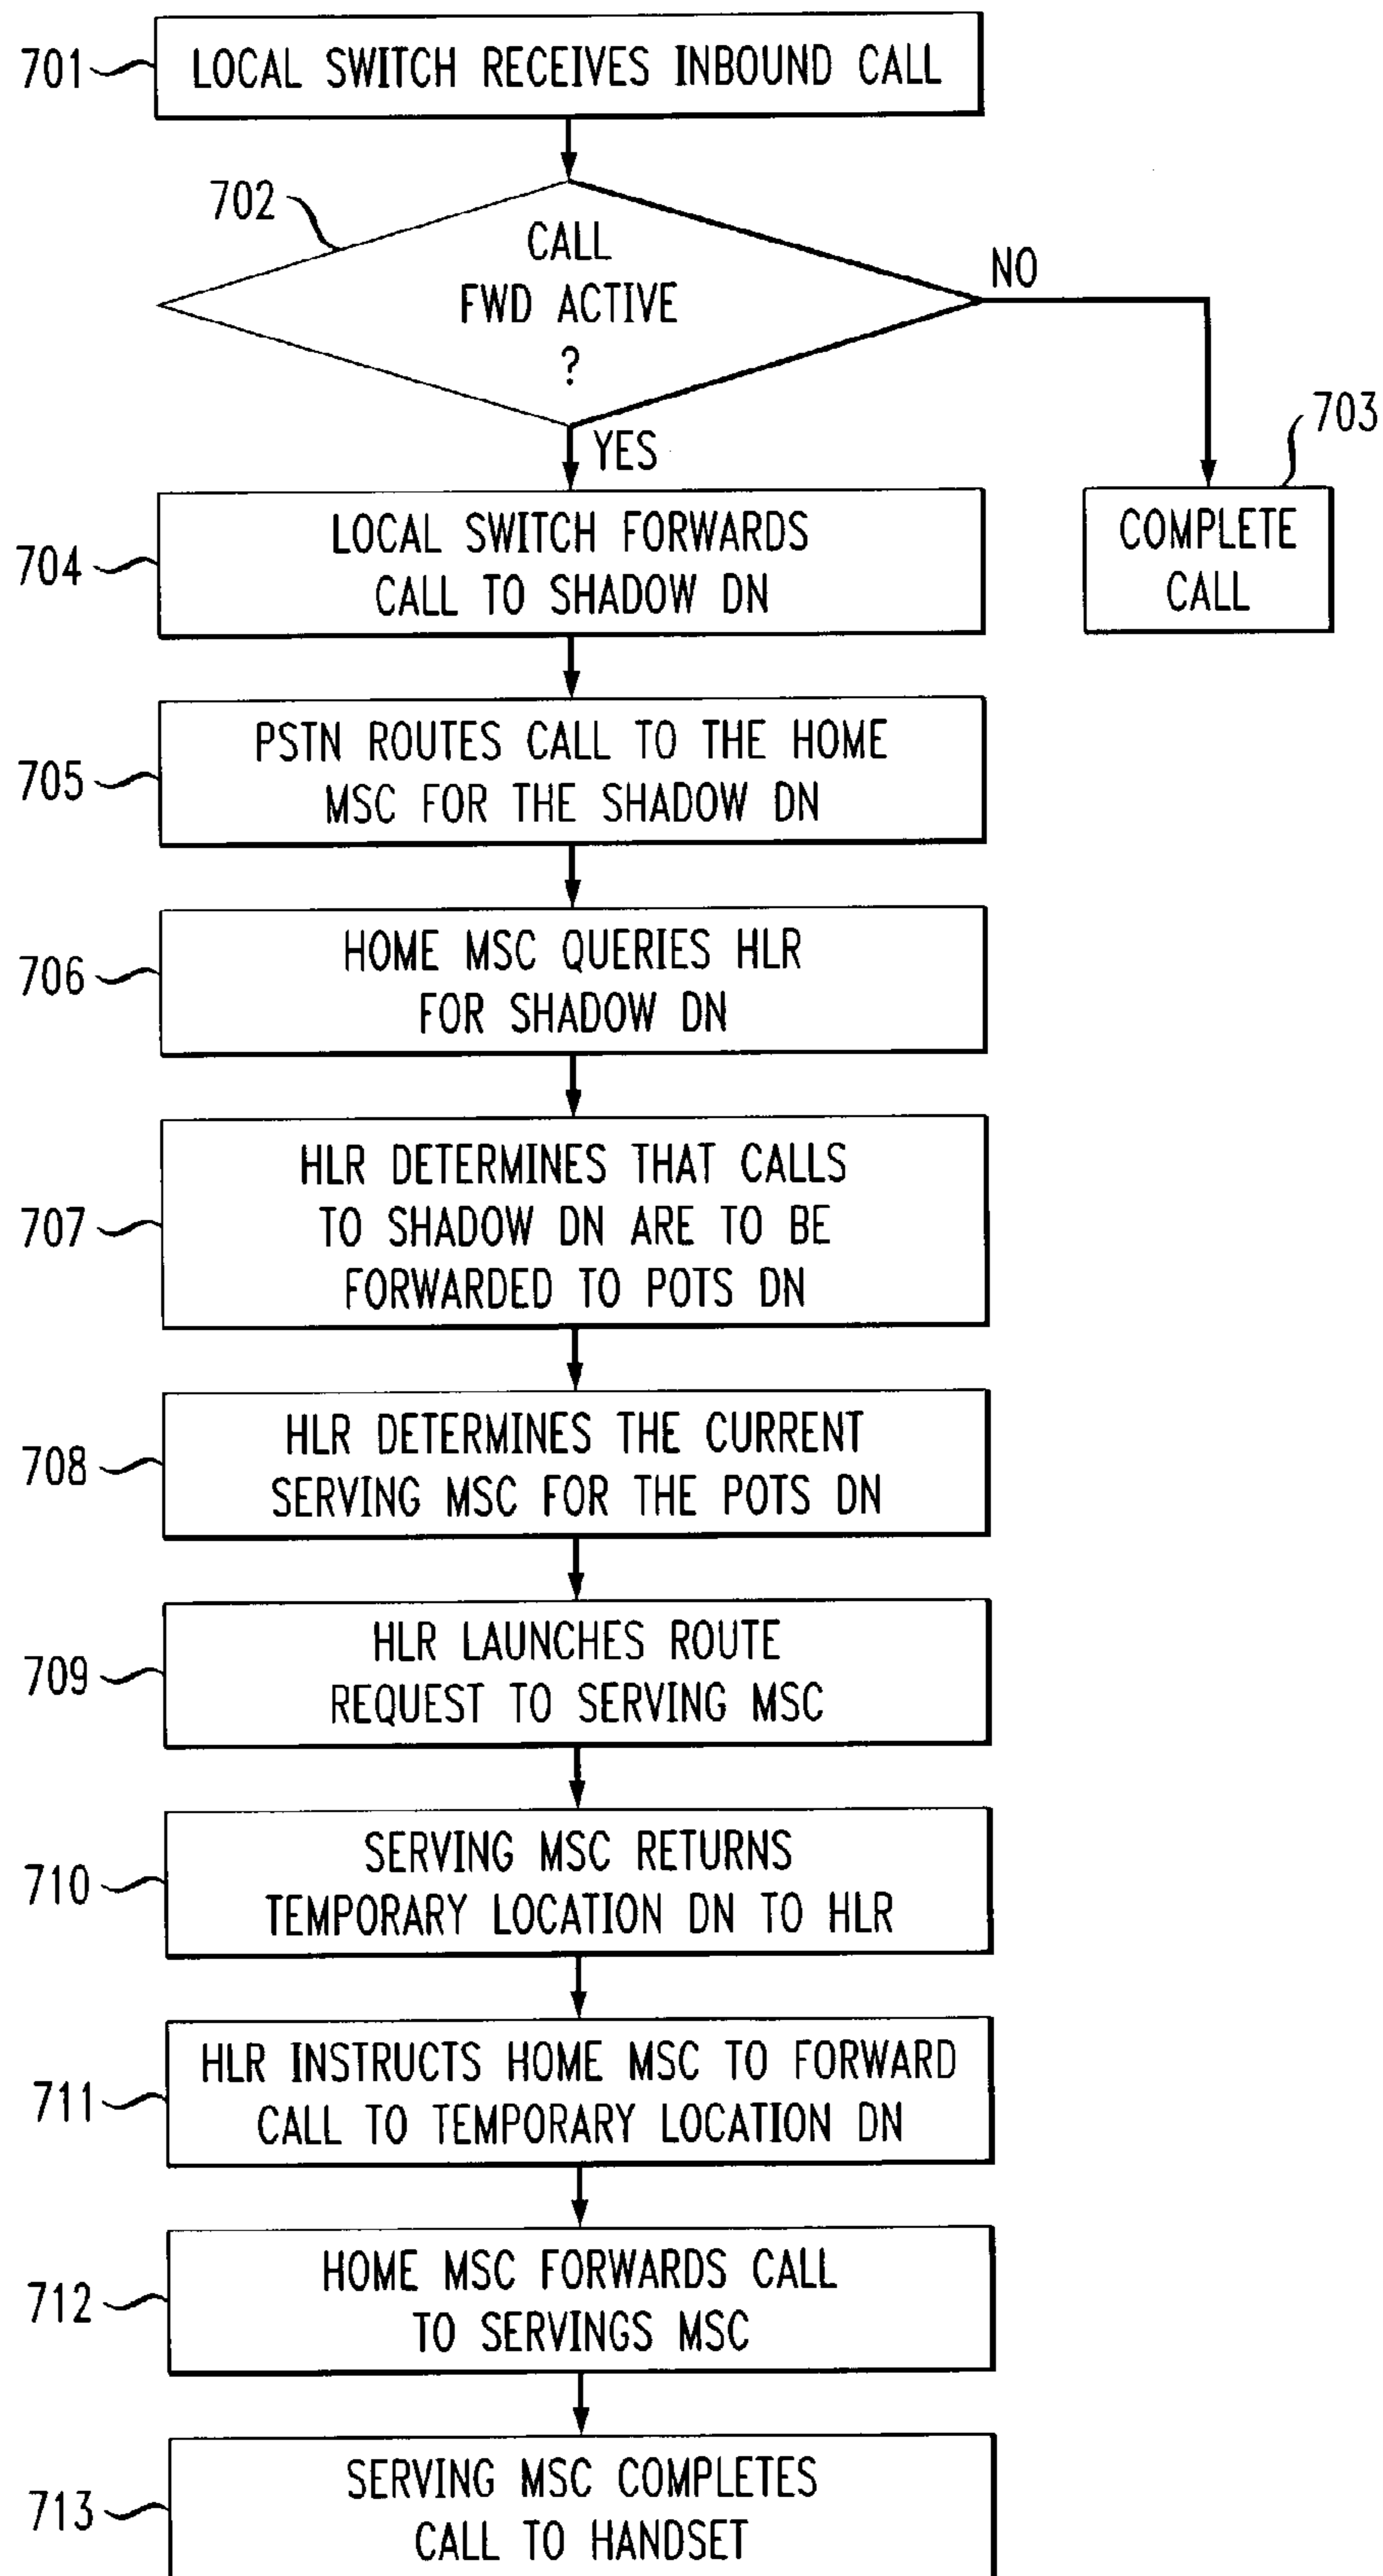 701
LOCAL SWITCH RECEIVES INBOUND CALL
702
CALL
FWD ACTIVE
?
NO
YES
703
COMPLETE
CALL
704
LOCAL SWITCH FORWARDS
CALL TO SHADOW DN
705
PSTN ROUTES CALL TO THE HOME
MSC FOR THE SHADOW DN
706
HOME MSC QUERIES HLR
FOR SHADOW DN
707
HLR DETERMINES THAT CALLS
TO SHADOW DN ARE TO BE
FORWARDED TO POTS DN
708
HLR DETERMINES THE CURRENT
SERVING MSC FOR THE POTS DN
709
HLR LAUNCHES ROUTE
REQUEST TO SERVING MSC
710
SERVING MSC RETURNS
TEMPORARY LOCATION DN TO HLR
711
HLR INSTRUCTS HOME MSC TO FORWARD
CALL TO TEMPORARY LOCATION DN
712
HOME MSC FORWARDS CALL
TO SERVINGS MSC
713
SERVING MSC COMPLETES
CALL TO HANDSET